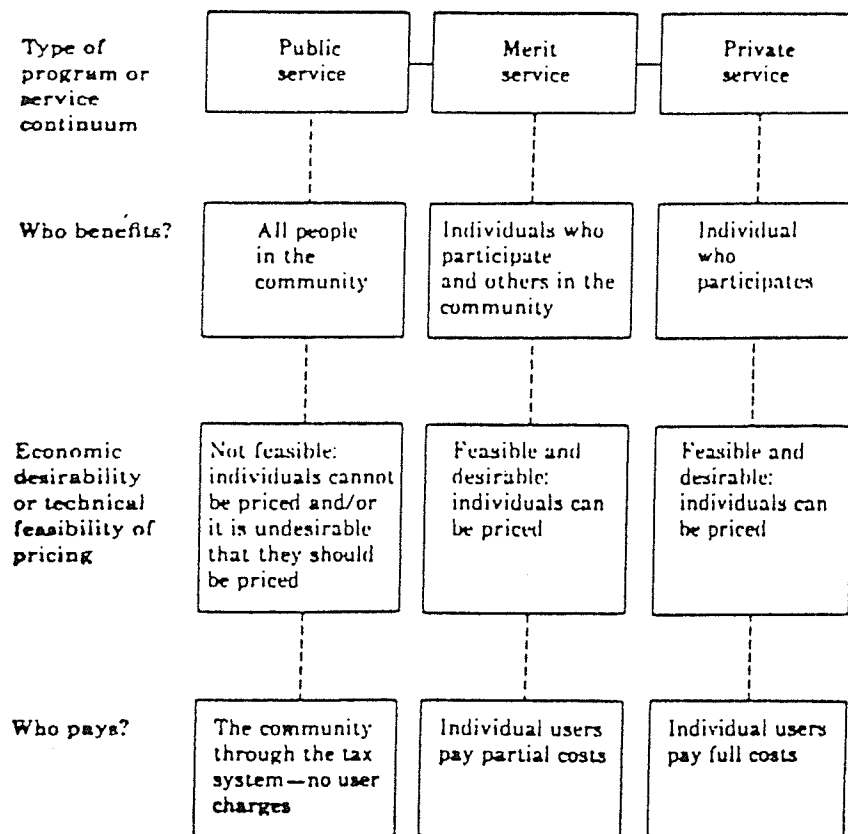 Type of
program or
service
continuum
Public
service
Merit
service
Private
service
Who benefits?
All people
in the
community
Individuals who
participate
and others in the
community
Individual
who
participates
Economic
desirability
or technical
feasibility of
pricing
Not feasible:
individuals cannot
be priced and/or
it is undesirable
that they should
be priced
Feasible and
desirable:
individuals can
be priced
Feasible and
desirable:
individuals can
be priced
Who pays?
The community
through the tax
system—no user
charges
Individual users
pay partial costs
Individual users
pay full costs